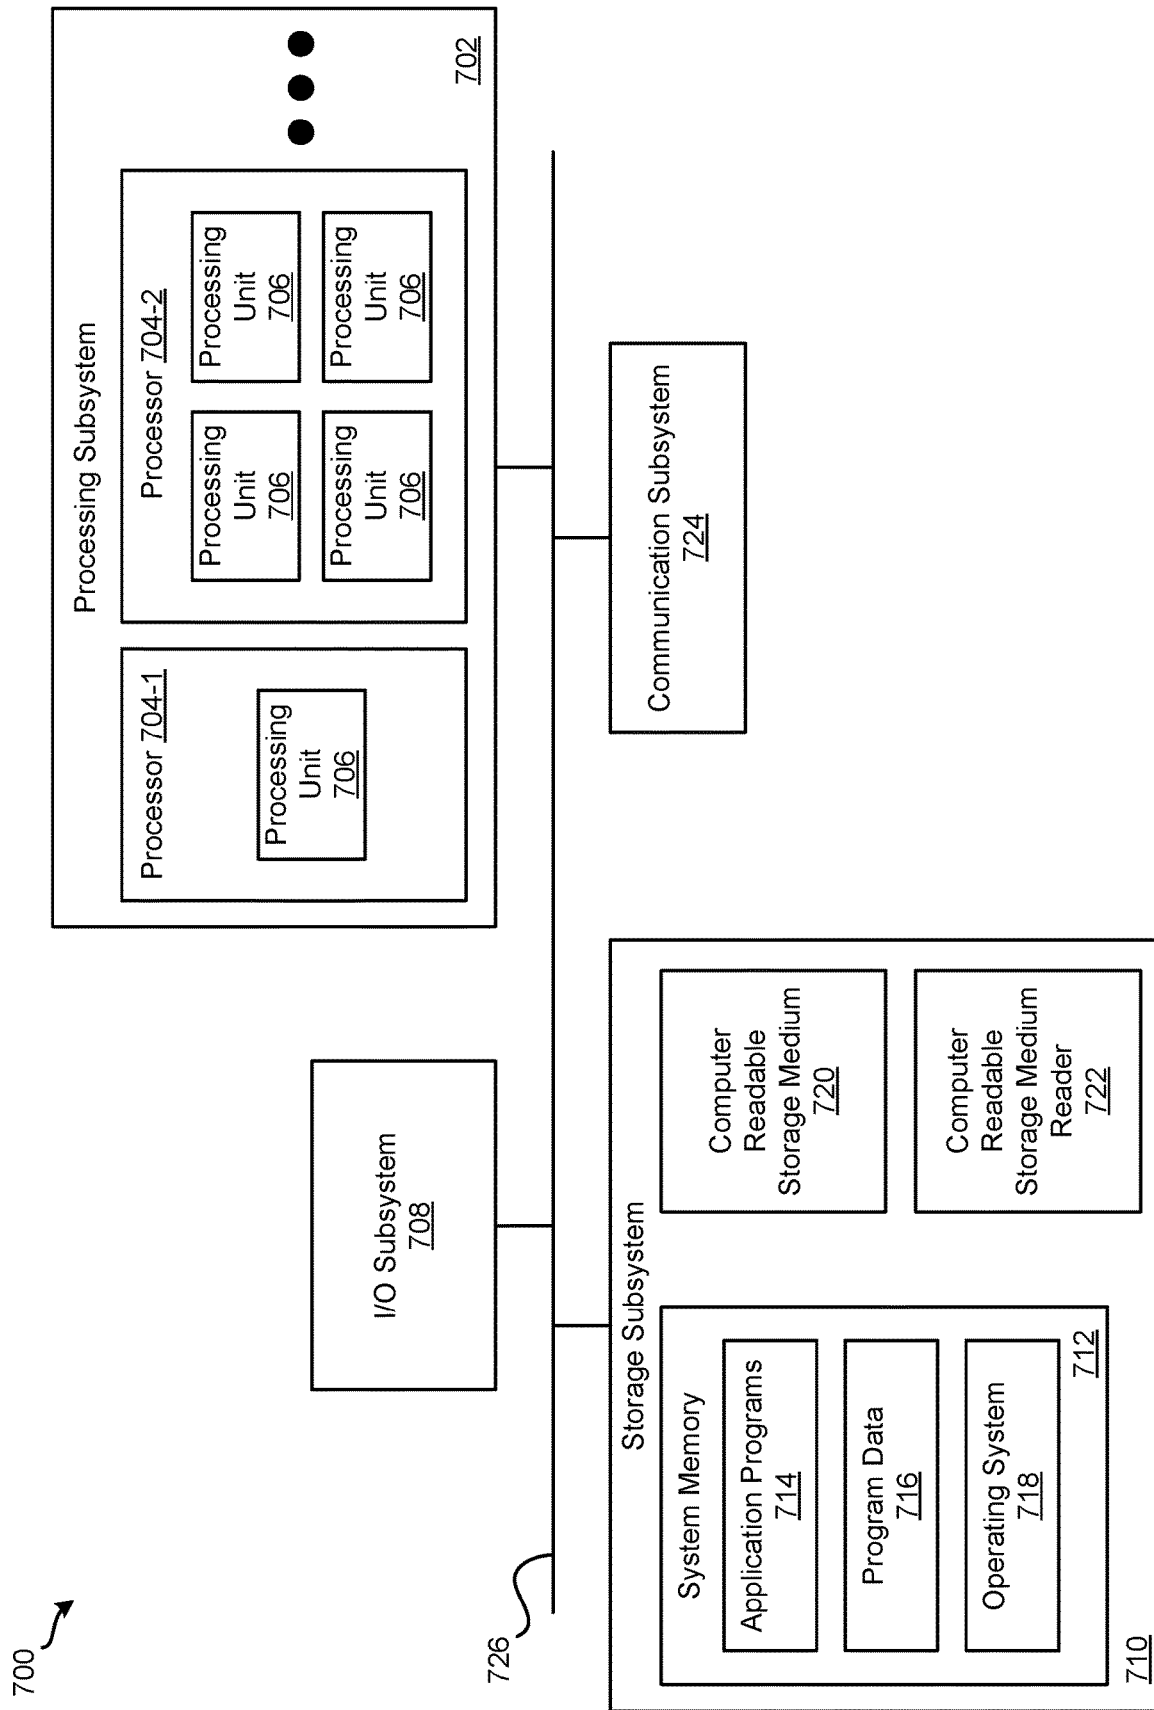 700
726
I/O Subsystem
708
Processing Subsystem
Processor 704-1
Processing
Unit
706
Processor 704-2
Processing
Unit
706
Processing
Unit
706
Processing
Unit
706
Processing
Unit
706
702
Storage Subsystem
System Memory
Application Programs
714
Program Data
716
Operating System
718
712
Computer
Readable
Storage Medium
720
Computer
Readable
Storage Medium
Reader
722
710
Communication Subsystem
724